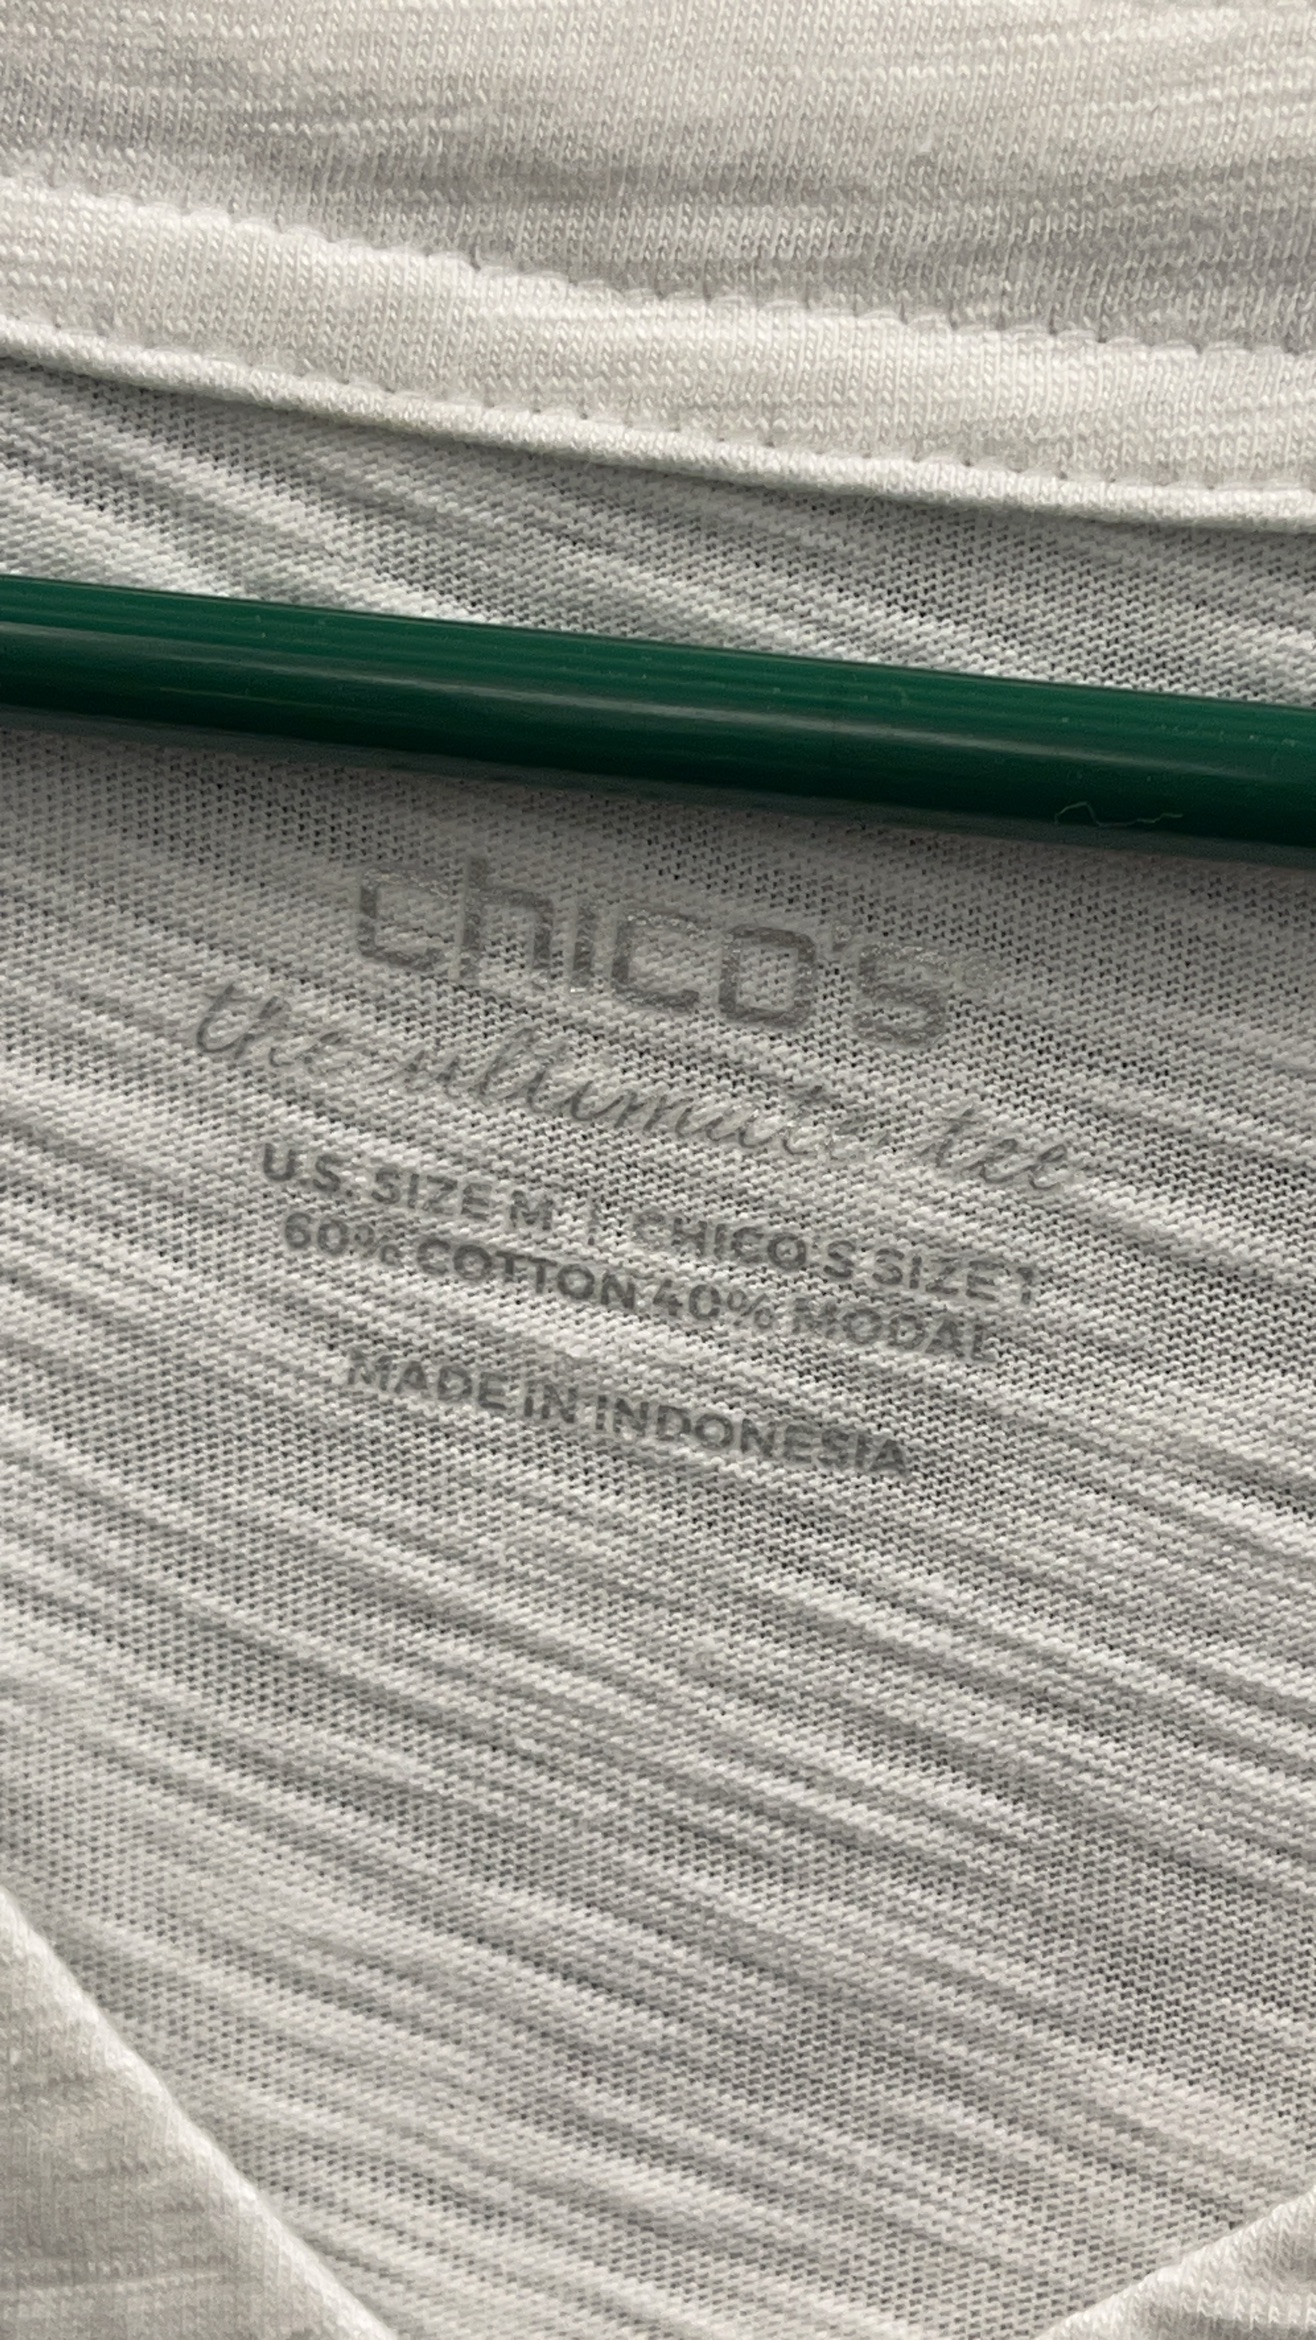 chico's®
the ultimate tee
U.S. SIZE M | CHICO'S SIZE 1
60% COTTON 40% MODAL
MADE IN INDONESIA